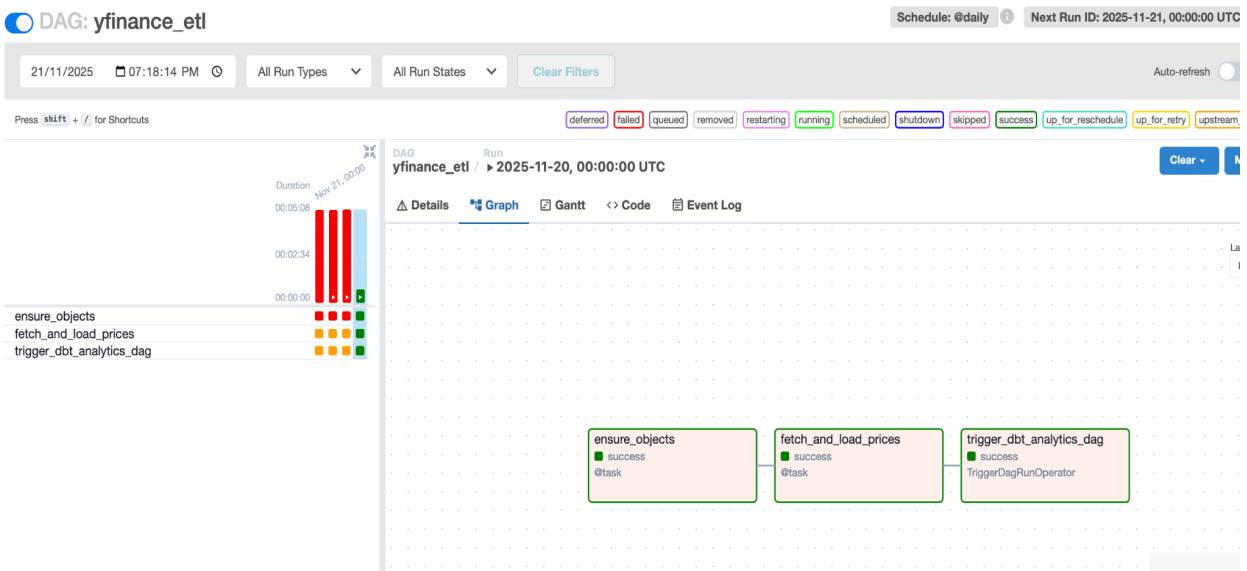 DAG: yfinance_etl
Schedule: @daily
Next Run ID: 2025-11-21, 00:00:00 UTC
21/11/2025 07:18:14 PM
All Run Types
All Run States
Clear Filters
Auto-refresh
Press shift + / for Shortcuts
deferred failed queued removed restarting running scheduled shutdown skipped success up_for_reschedule up_for_retry upstream_
DAG
yfinance_etl
/
Run
2025-11-20, 00:00:00 UTC
Clear
M
Details Graph Gantt Code Event Log
Duration
Nov 21, 00:00
00:05:08
00:02:34
00:00:00
ensure_objects
fetch_and_load_prices
trigger_dbt_analytics_dag
La
ensure_objects
success
@task
fetch_and_load_prices
success
@task
trigger_dbt_analytics_dag
success
TriggerDagRunOperator